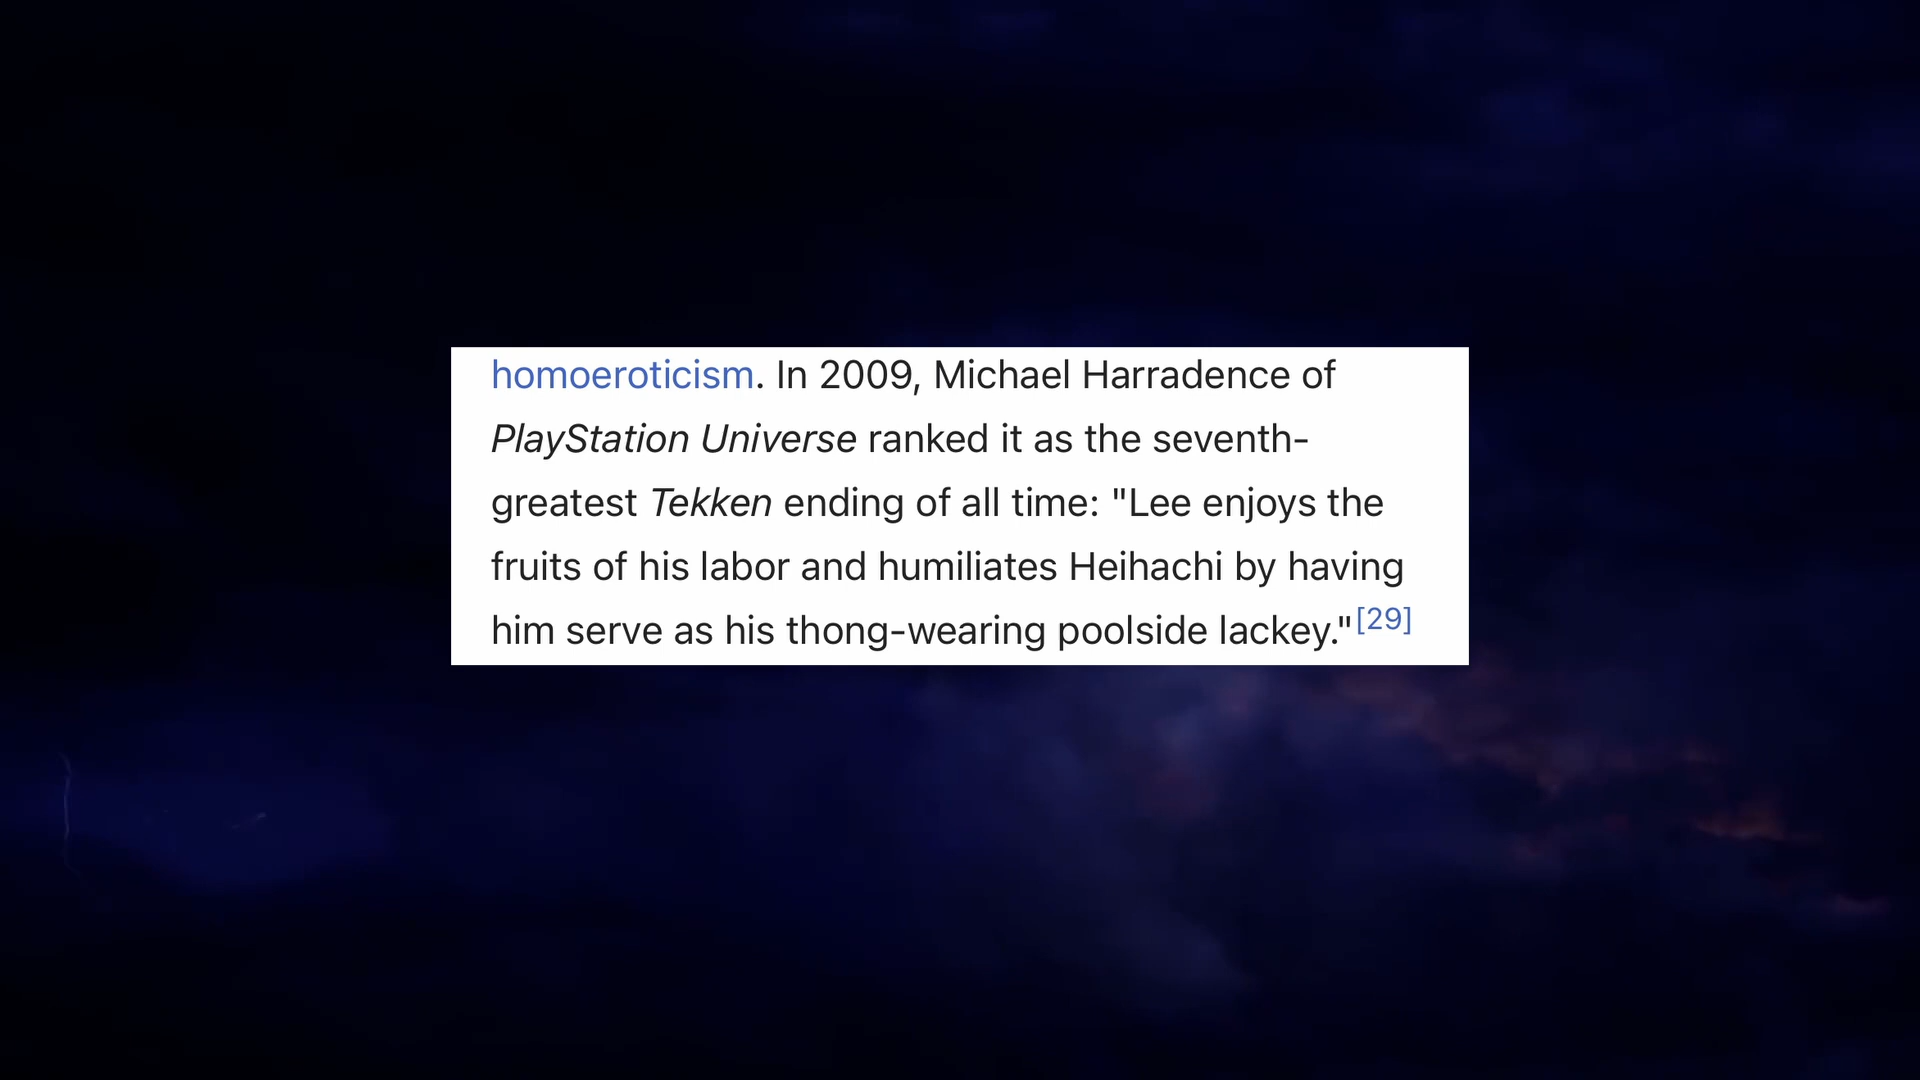 homoeroticism. In 2009, Michael Harradence of
PlayStation Universe ranked it as the seventh-
greatest Tekken ending of all time: "Lee enjoys the
fruits of his labor and humiliates Heihachi by having
him serve as his thong-wearing poolside lackey."[29]